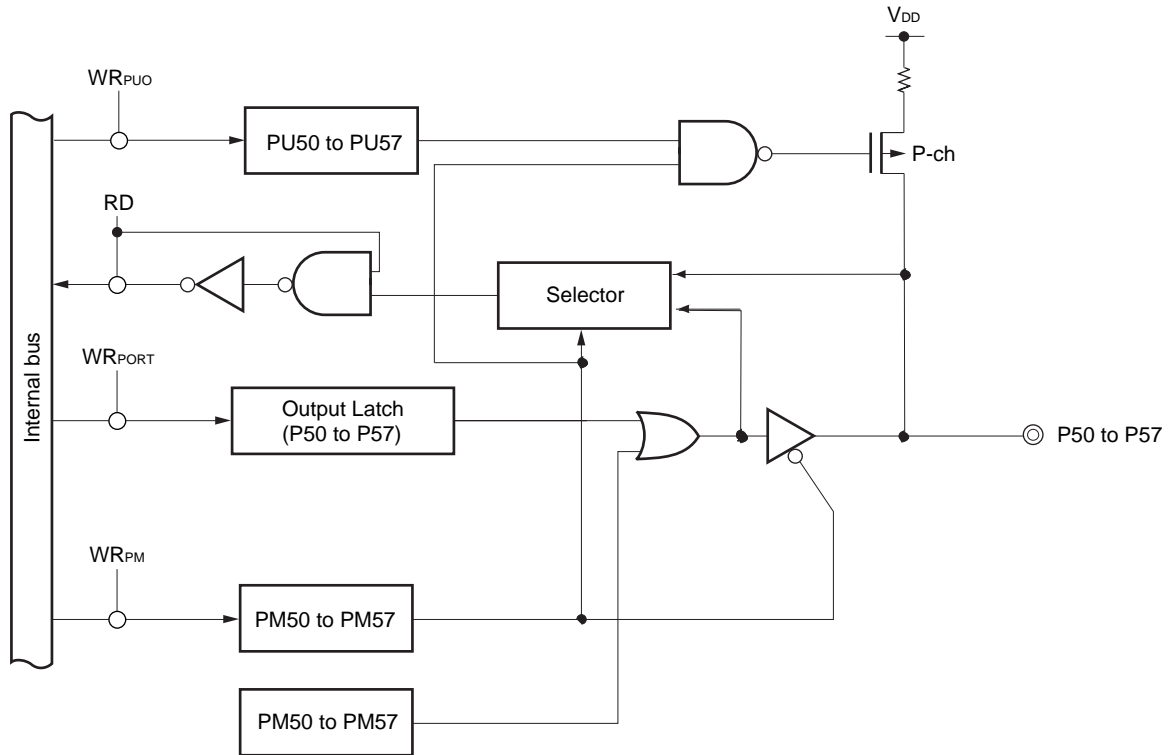 VDD
WRPUO
PU50 to PU57
P-ch
RD
Selector
Internal bus
WRPORT
Output Latch
(P50 to P57)
P50 to P57
WRPM
PM50 to PM57
PM50 to PM57